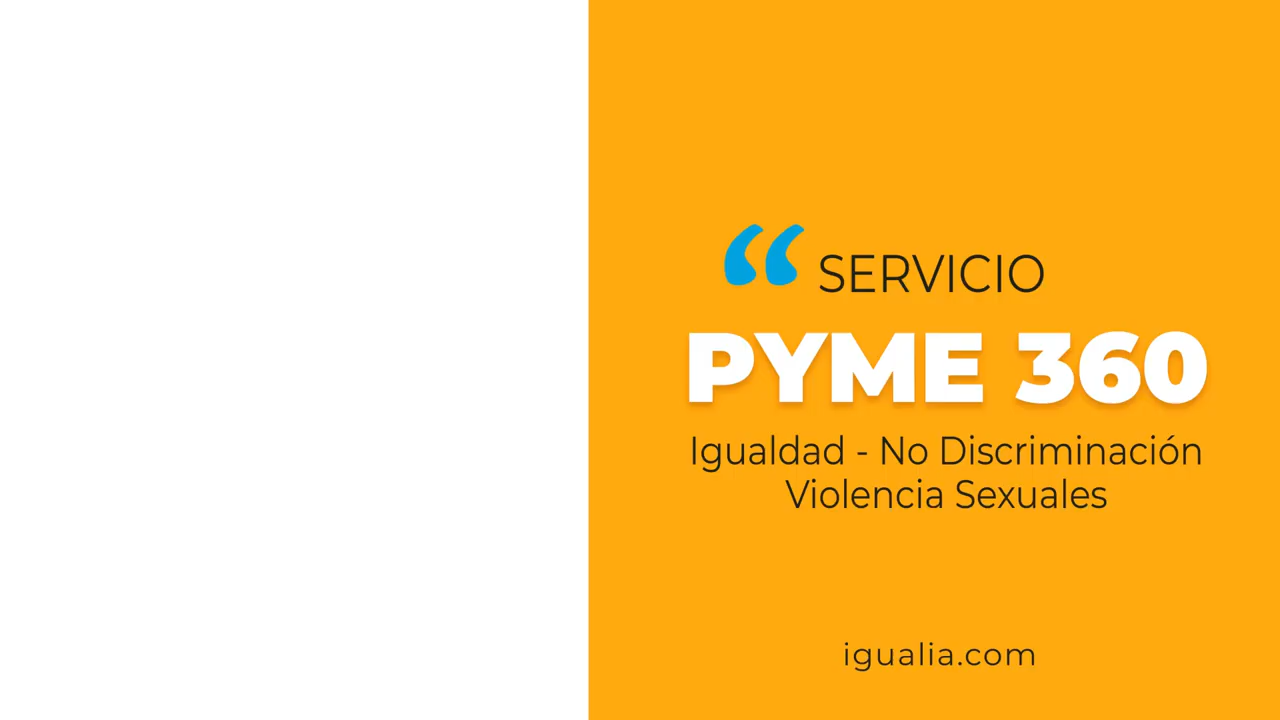 “ SERVICIO
PYME 360
Igualdad - No Discriminación
Violencia Sexuales
igualia.com